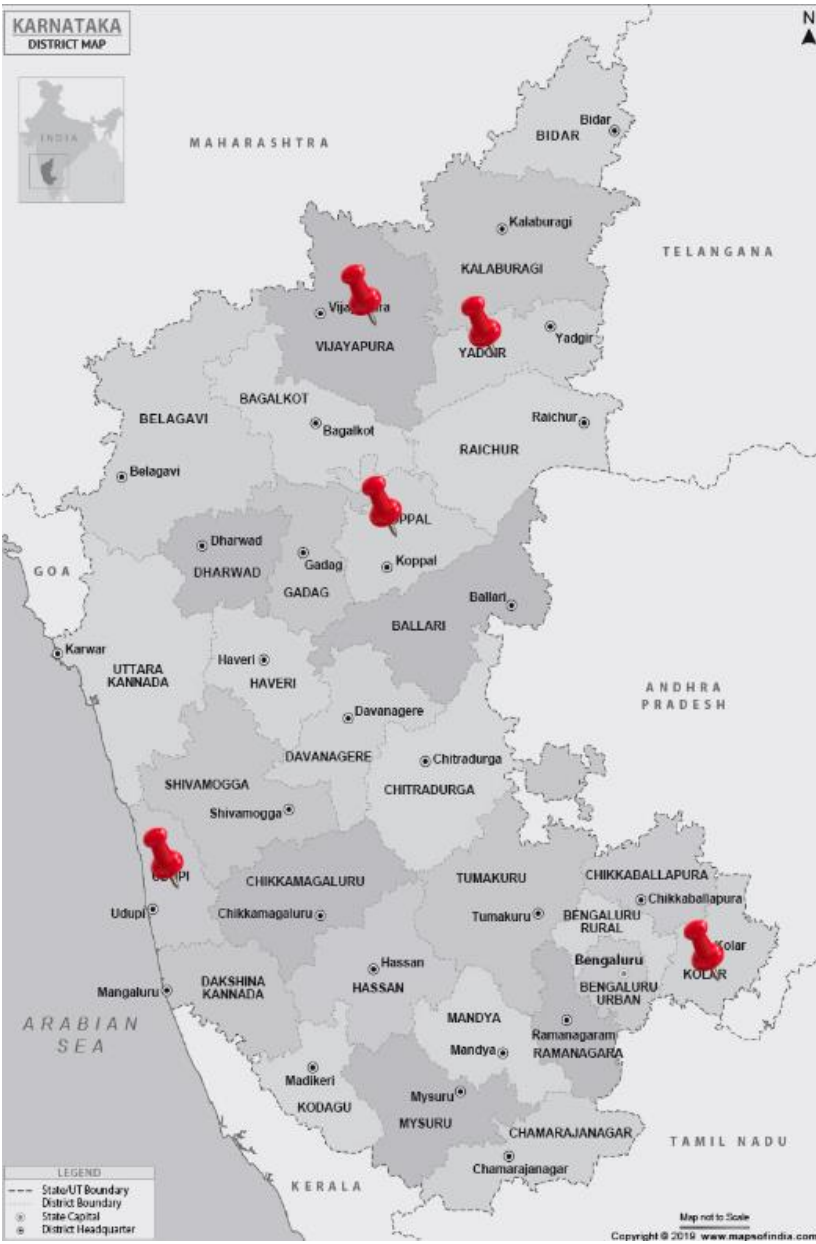 KARNATAKA
DISTRICT MAP
N
INDIA
MAHARASHTRA
Bidar
BIDAR
Kalaburagi
KALABURAGI
TELANGANA
VIJAYAPURA
Yadgir
YADGIR
BAGALKOT
Bagalkot
BELAGAVI
Belagavi
Raichur
RAICHUR
GOA
Dharwad
DHARWAD
Gadag
GADAG
Koppal
Ballari
BALLARI
Karwar
UTTARA
KANNADA
Haveri
HAVERI
ANDHRA
PRADESH
Davanagere
DAVANAGERE
Chitradurga
CHITRADURGA
SHIVAMOGGA
Shivamogga
CHIKKAMAGALURU
Chikkamagaluru
TUMAKURU
Tumakuru
CHIKKABALLAPURA
Chikkaballapura
BENGALURU
RURAL
Udupi
Kolar
KOLAR
Bengaluru
BENGALURU
URBAN
Hassan
HASSAN
DAKSHINA
KANNADA
Mangaluru
ARABIAN
SEA
MANDYA
Mandya
Ramanagaram
RAMANAGARA
Madikeri
KODAGU
Mysuru
MYSURU
CHAMARAJANAGAR
Chamarajanagar
TAMIL NADU
KERALA
LEGEND
State/UT Boundary
District Boundary
State Capital
District Headquarter
Map not to Scale
Copyright © 2019 www.mapsofindia.com